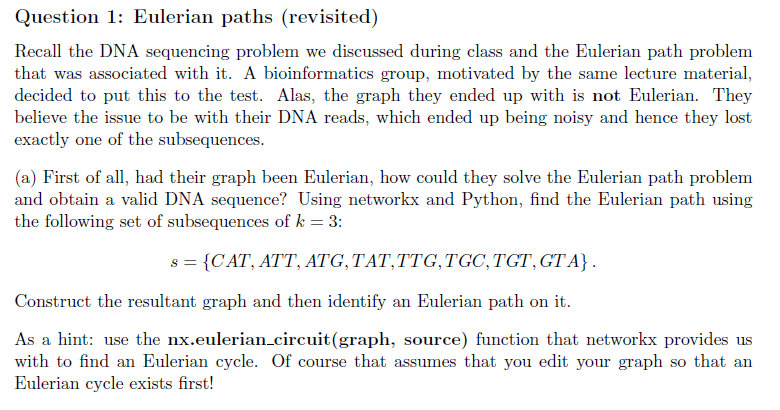 Question 1: Eulerian paths (revisited)
Recall the DNA sequencing problem we discussed during class and the Eulerian path problem
that was associated with it. A bioinformatics group, motivated by the same lecture material,
decided to put this to the test. Alas, the graph they ended up with is not Eulerian. They
believe the issue to be with their DNA reads, which ended up being noisy and hence they lost
exactly one of the subsequences.
(a) First of all, had their graph been Eulerian, how could they solve the Eulerian path problem
and obtain a valid DNA sequence? Using networkx and Python, find the Eulerian path using
the following set of subsequences of k = 3:
s = {CAT, ATT, ATG, TAT, TTG, TGC, TGT, GTA} .
Construct the resultant graph and then identify an Eulerian path on it.
As a hint: use the nx.eulerian_circuit(graph, source) function that networkx provides us
with to find an Eulerian cycle. Of course that assumes that you edit your graph so that an
Eulerian cycle exists first!